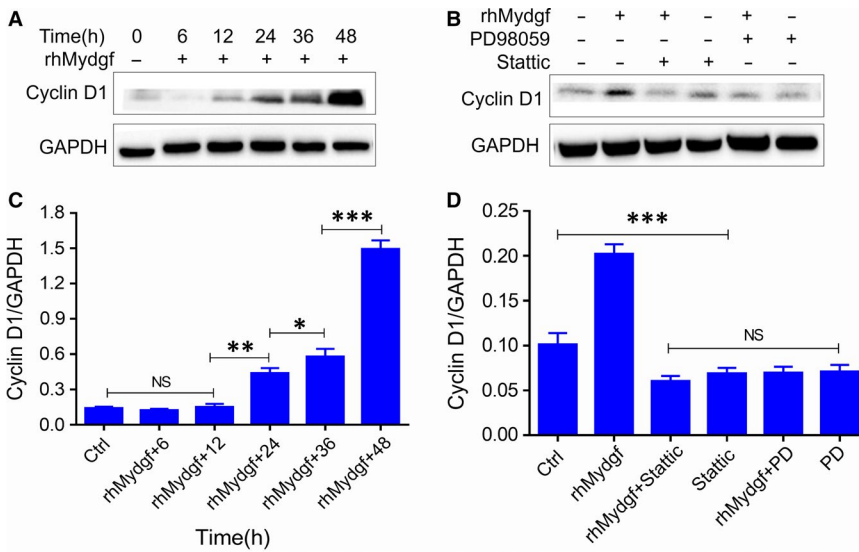 A
Time(h) 0 6 12 24 36 48
rhMydgf – + + + + +
Cyclin D1
GAPDH
B
rhMydgf – + + – + –
PD98059 – – – – + +
Stattic – – + + – –
Cyclin D1
GAPDH
C
Cyclin D1/GAPDH
1.8
1.5
1.2
0.9
0.6
0.3
0.0
NS
**
*
***
Ctrl
rhMydgf+6
rhMydgf+12
rhMydgf+24
rhMydgf+36
rhMydgf+48
Time(h)
D
Cyclin D1/GAPDH
0.25
0.20
0.15
0.10
0.05
0.00
***
NS
Ctrl
rhMydgf
rhMydgf+Stattic
Stattic
rhMydgf+PD
PD